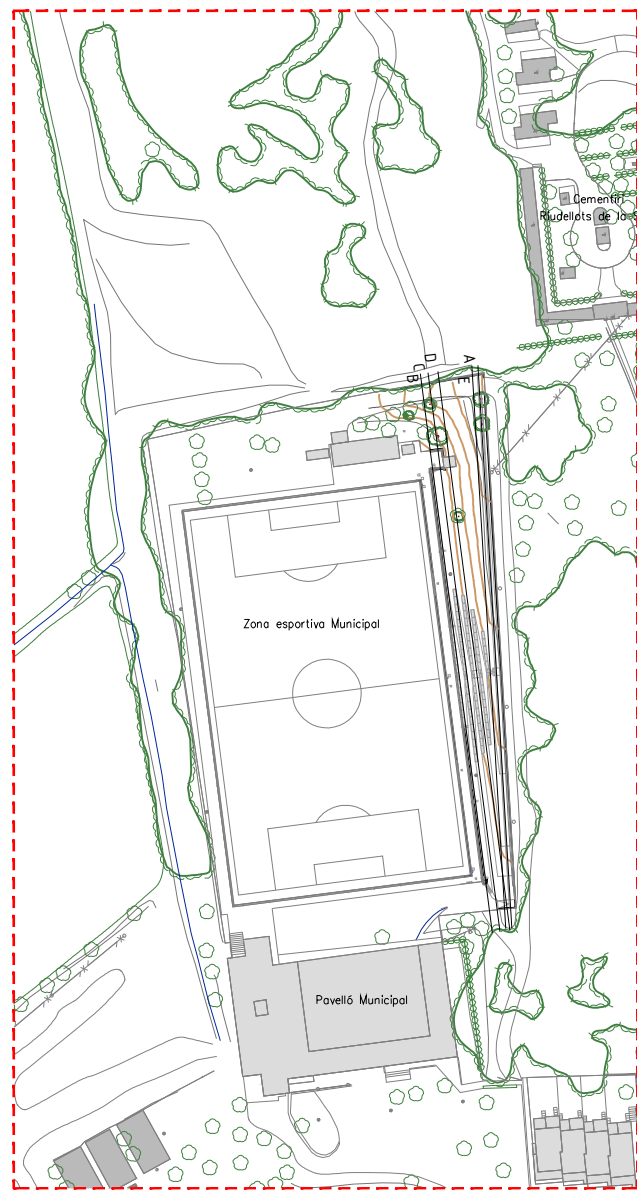 Cementiri
Riudellots de la S
A
D
C
E
B
Zona esportiva Municipal
Pavelló Municipal